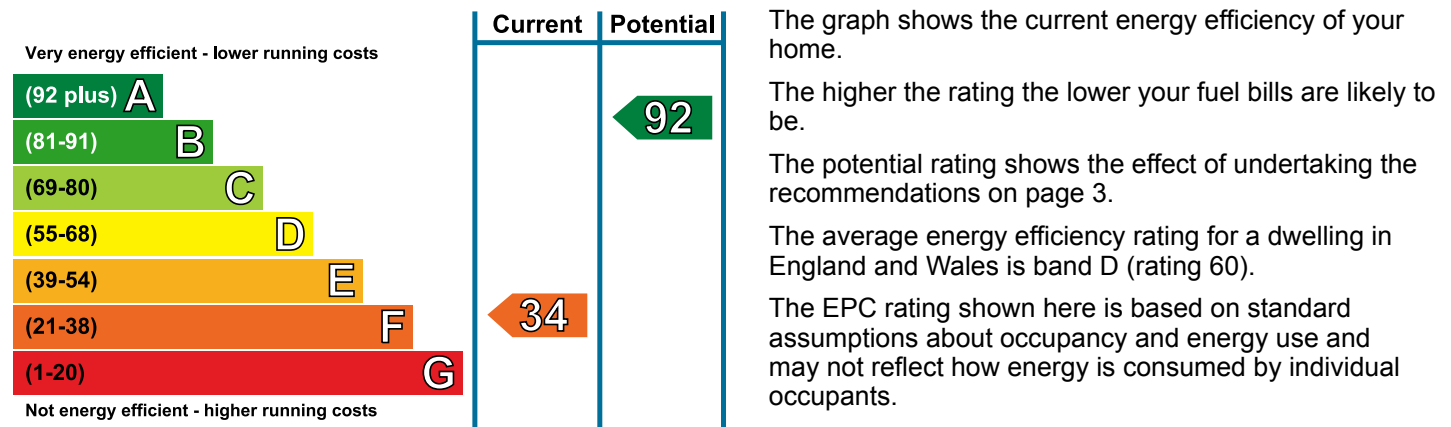 Current Potential
Very energy efficient - lower running costs
(92 plus) A
92
(81-91) B
(69-80) C
(55-68) D
(39-54) E
(21-38) F
34
(1-20) G
Not energy efficient - higher running costs
The graph shows the current energy efficiency of your
home.
The higher the rating the lower your fuel bills are likely to
be.
The potential rating shows the effect of undertaking the
recommendations on page 3.
The average energy efficiency rating for a dwelling in
England and Wales is band D (rating 60).
The EPC rating shown here is based on standard
assumptions about occupancy and energy use and
may not reflect how energy is consumed by individual
occupants.